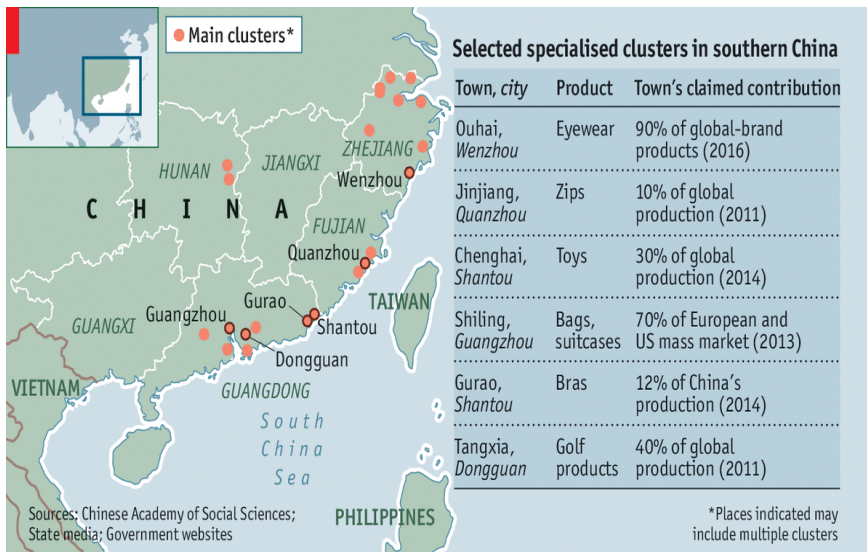 Main clusters*
HUNAN
JIANGXI
ZHEJIANG
Wenzhou
CHINA
FUJIAN
Quanzhou
TAIWAN
GUANGXI
Guangzhou
Gurao
Shantou
Dongguan
VIETNAM
GUANGDONG
South
China
Sea
PHILIPPINES
Sources: Chinese Academy of Social Sciences;
State media; Government websites
Selected specialised clusters in southern China
Town, city Product Town's claimed contribution
Ouhai, Eyewear 90% of global-brand
Wenzhou products (2016)
Jinjiang, Zips 10% of global
Quanzhou production (2011)
Chenghai, Toys 30% of global
Shantou production (2014)
Shiling, Bags, 70% of European and
Guangzhou suitcases US mass market (2013)
Gurao, Bras 12% of China's
Shantou production (2014)
Tangxia, Golf 40% of global
Dongguan products production (2011)
*Places indicated may
include multiple clusters